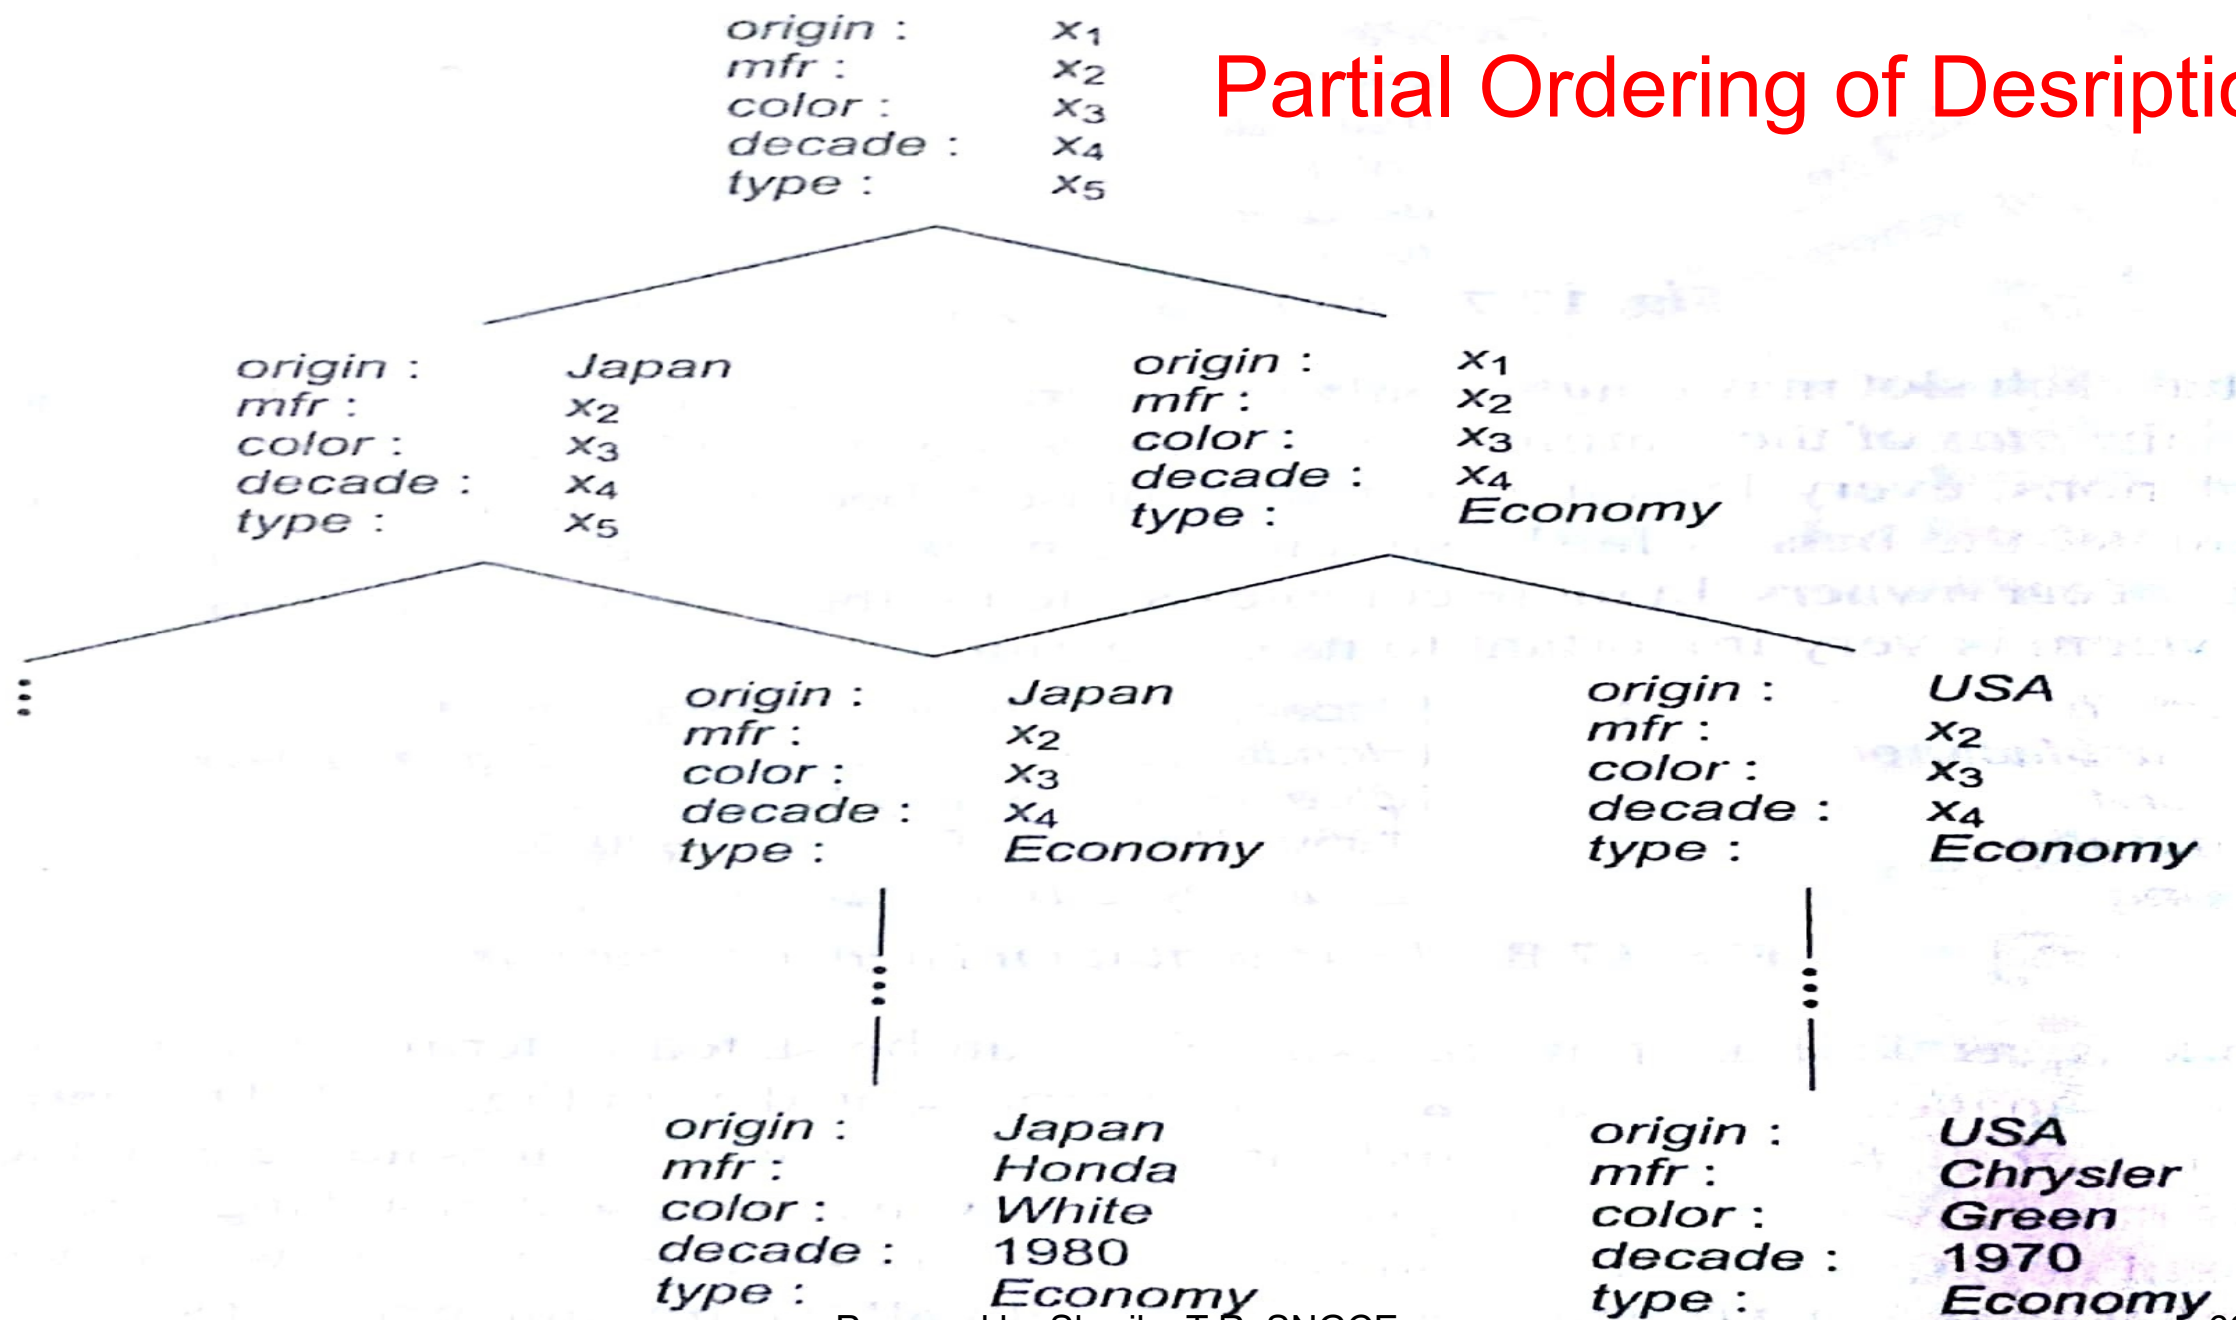 Partial Ordering of
origin : x1
mfr : x2
color : x3
decade : x4
type : x5
origin : Japan
mfr : x2
color : x3
decade : x4
type : x5
origin : x1
mfr : x2
color : x3
decade : x4
type : Economy
origin : Japan
mfr : x2
color : x3
decade : x4
type : Economy
origin : USA
mfr : x2
color : x3
decade : x4
type : Economy
origin : Japan
mfr : Honda
color : White
decade : 1980
type : Economy
origin : USA
mfr : Chrysler
color : Green
decade : 1970
type : Economy